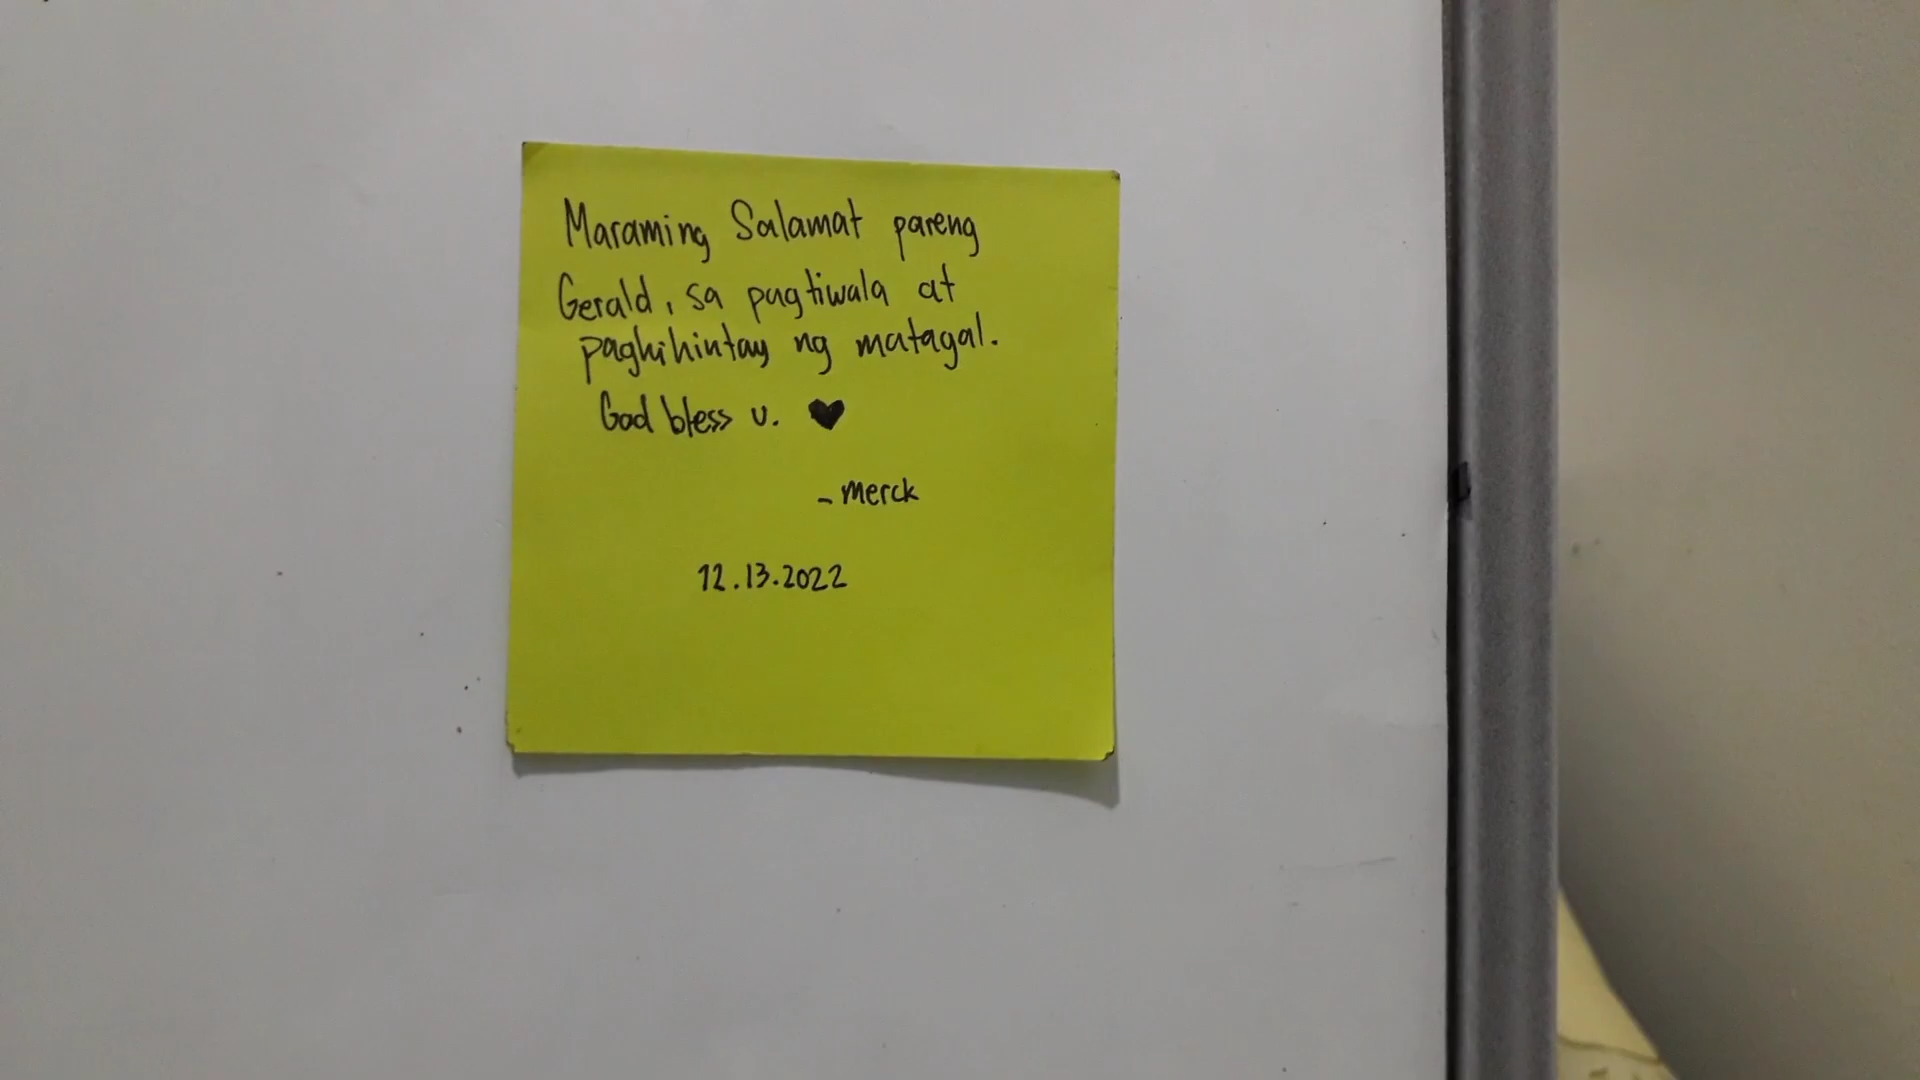 Maraming Salamat pareng
Gerald, sa pagtiwala at
paghihintay ng matagal.
God bless u. ♥
- Merck
12.13.2022